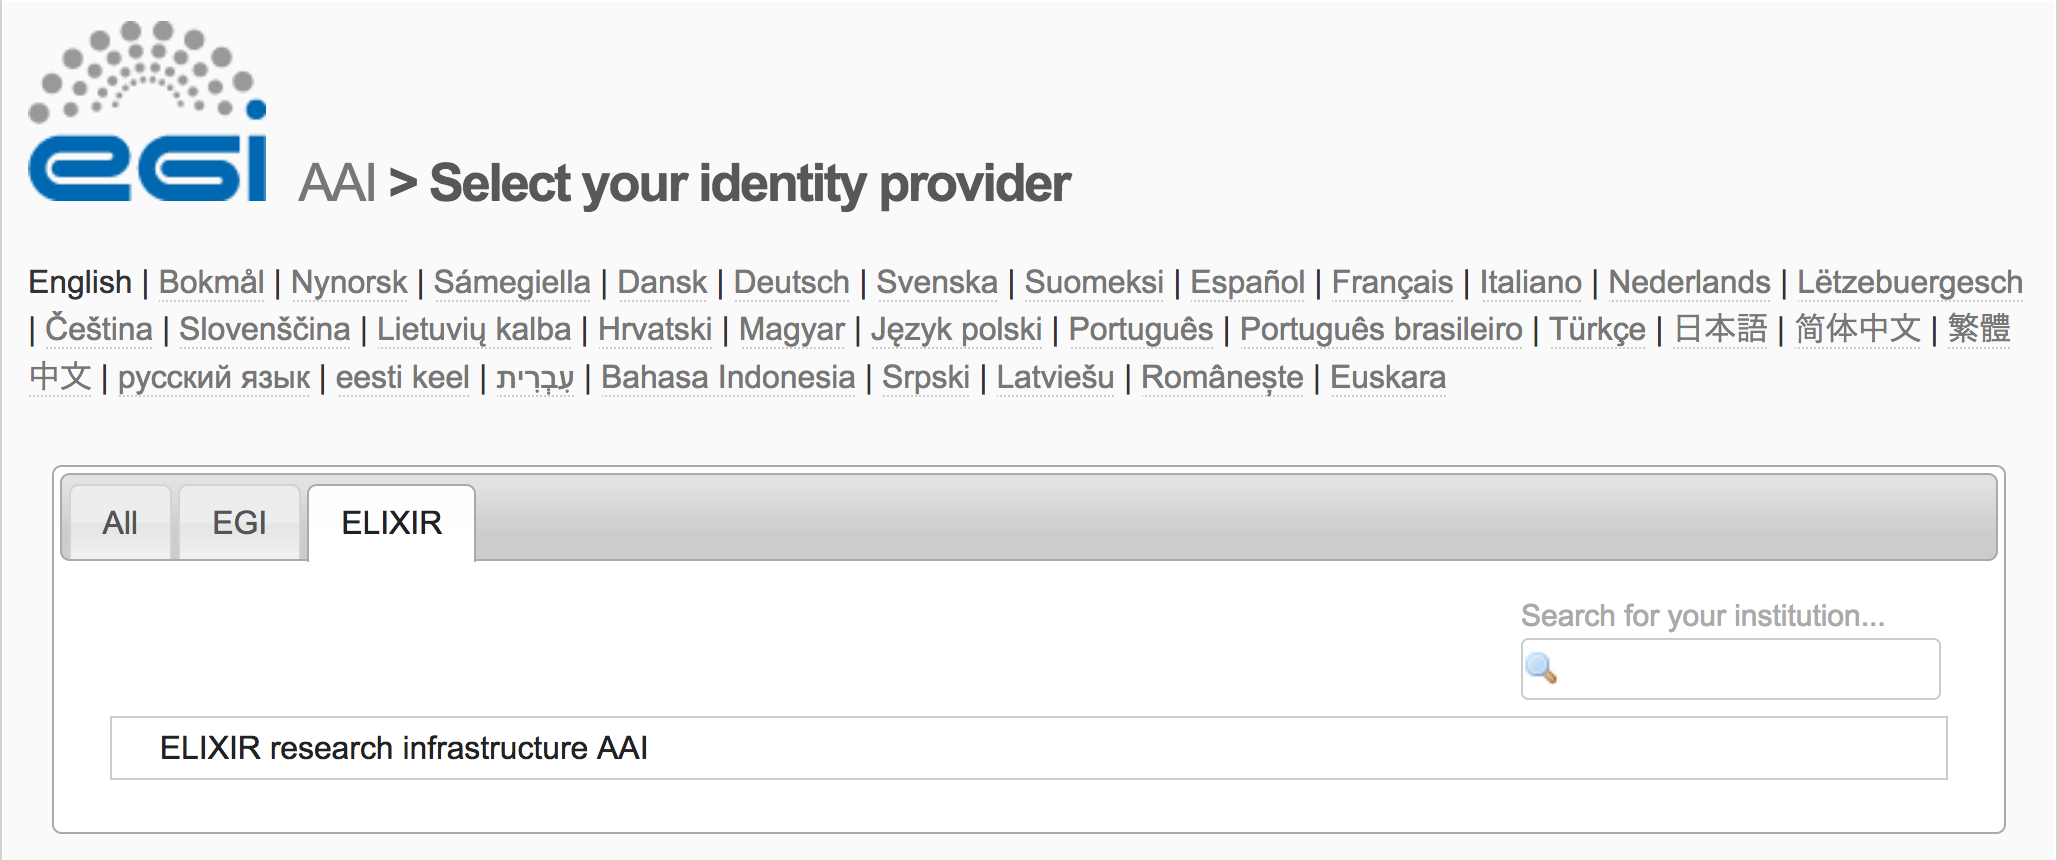 egi
AAI > Select your identity provider
English | Bokmål | Nynorsk | Sámegiella | Dansk | Deutsch | Svenska | Suomeksi | Español | Français | Italiano | Nederlands | Lëtzebuergesch
| Čeština | Slovenščina | Lietuvių kalba | Hrvatski | Magyar | Język polski | Português | Português brasileiro | Türkçe | 日本語 | 简体中文 | 繁體
中文 | русский язык | eesti keel | עִבְרִית | Bahasa Indonesia | Srpski | Latviešu | Românește | Euskara
All EGI ELIXIR
Search for your institution...
ELIXIR research infrastructure AAI